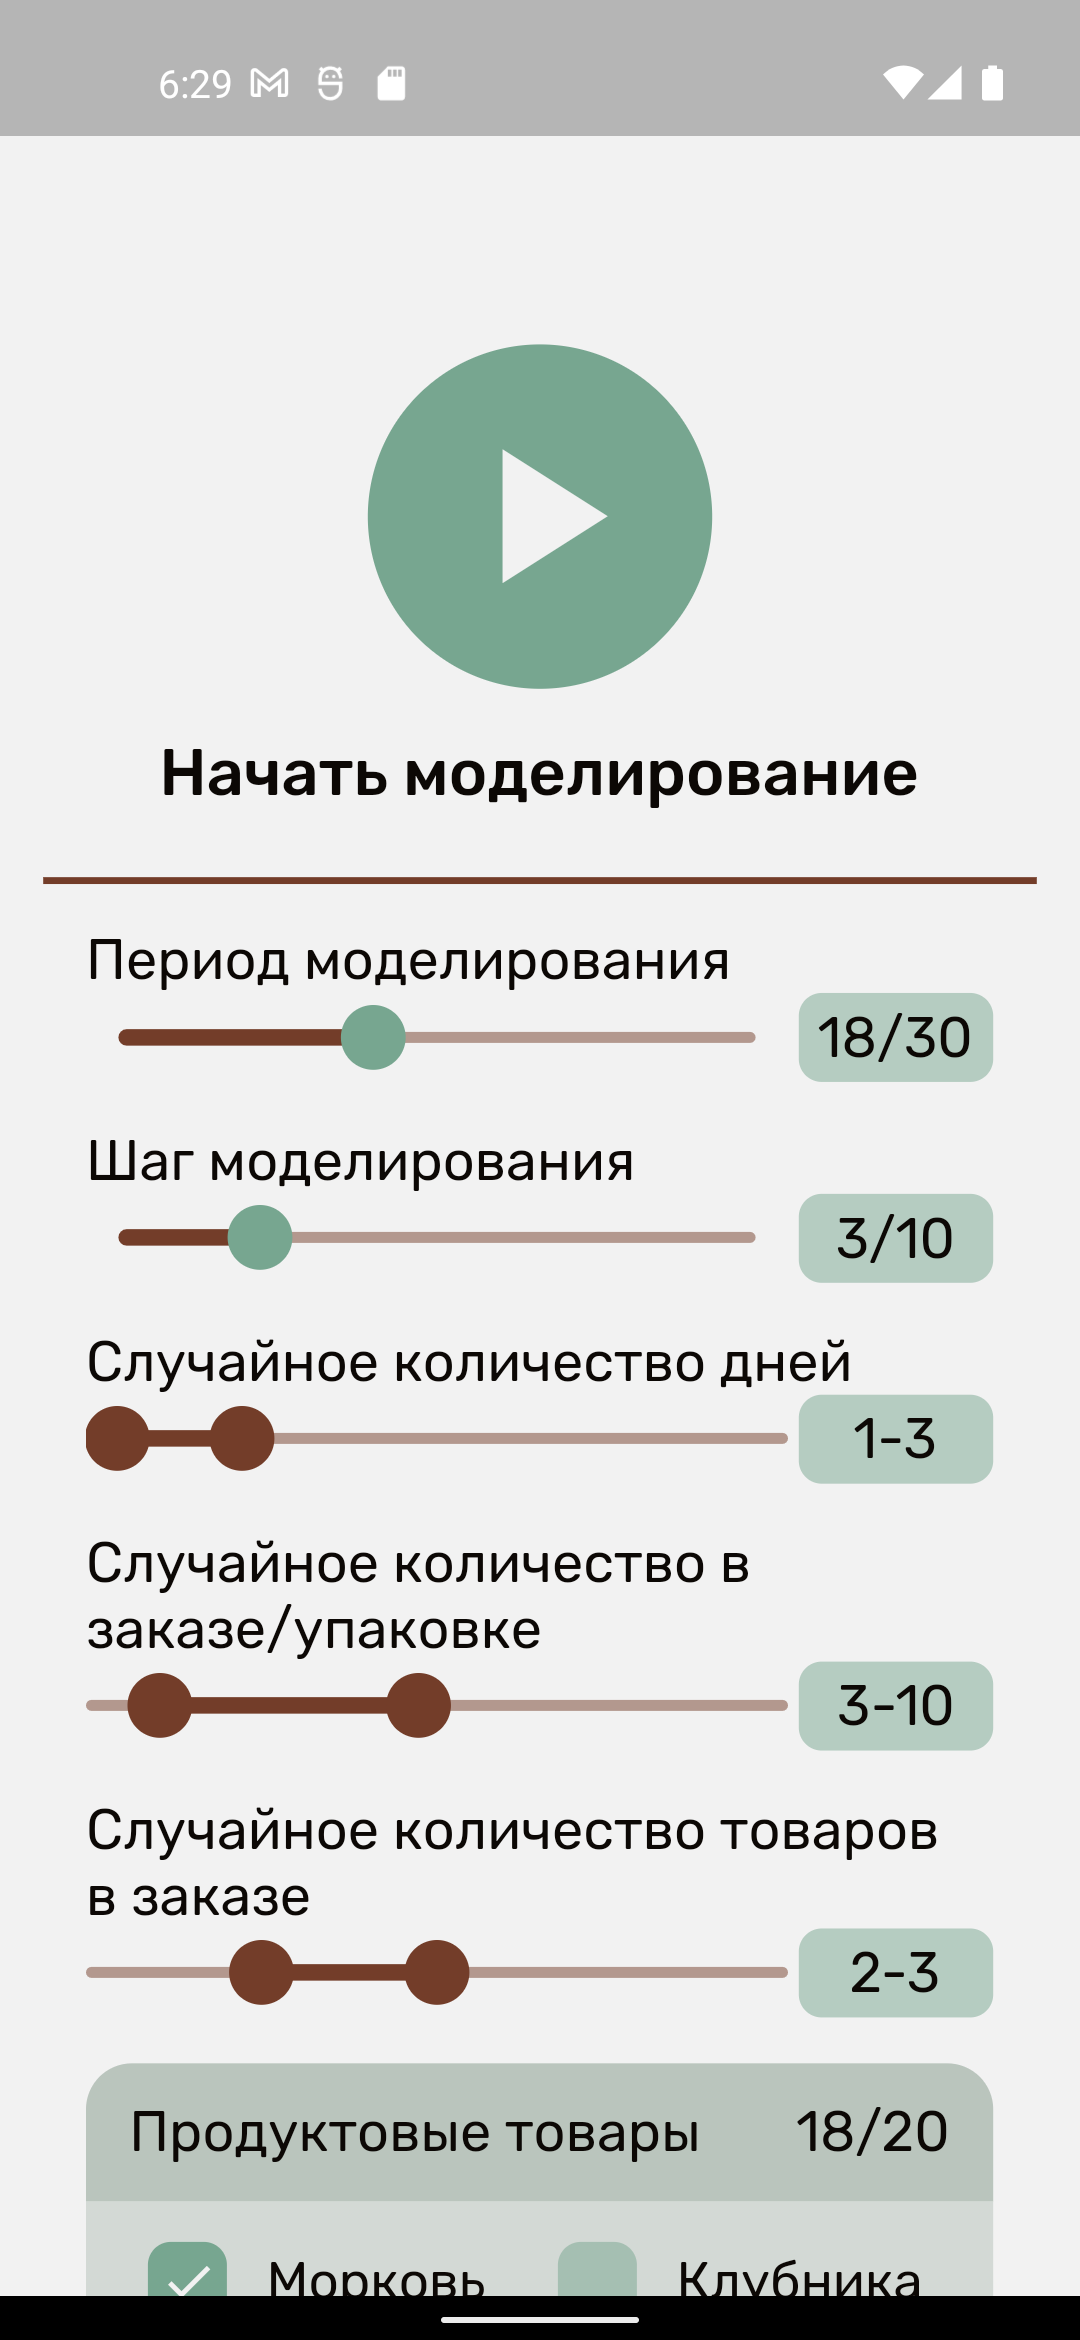 6:29
Начать моделирование
Период моделирования
18/30
Шаг моделирования
3/10
Случайное количество дней
1-3
Случайное количество в
заказе/упаковке
3-10
Случайное количество товаров
в заказе
2-3
Продуктовые товары 18/20
Морковь Клубника